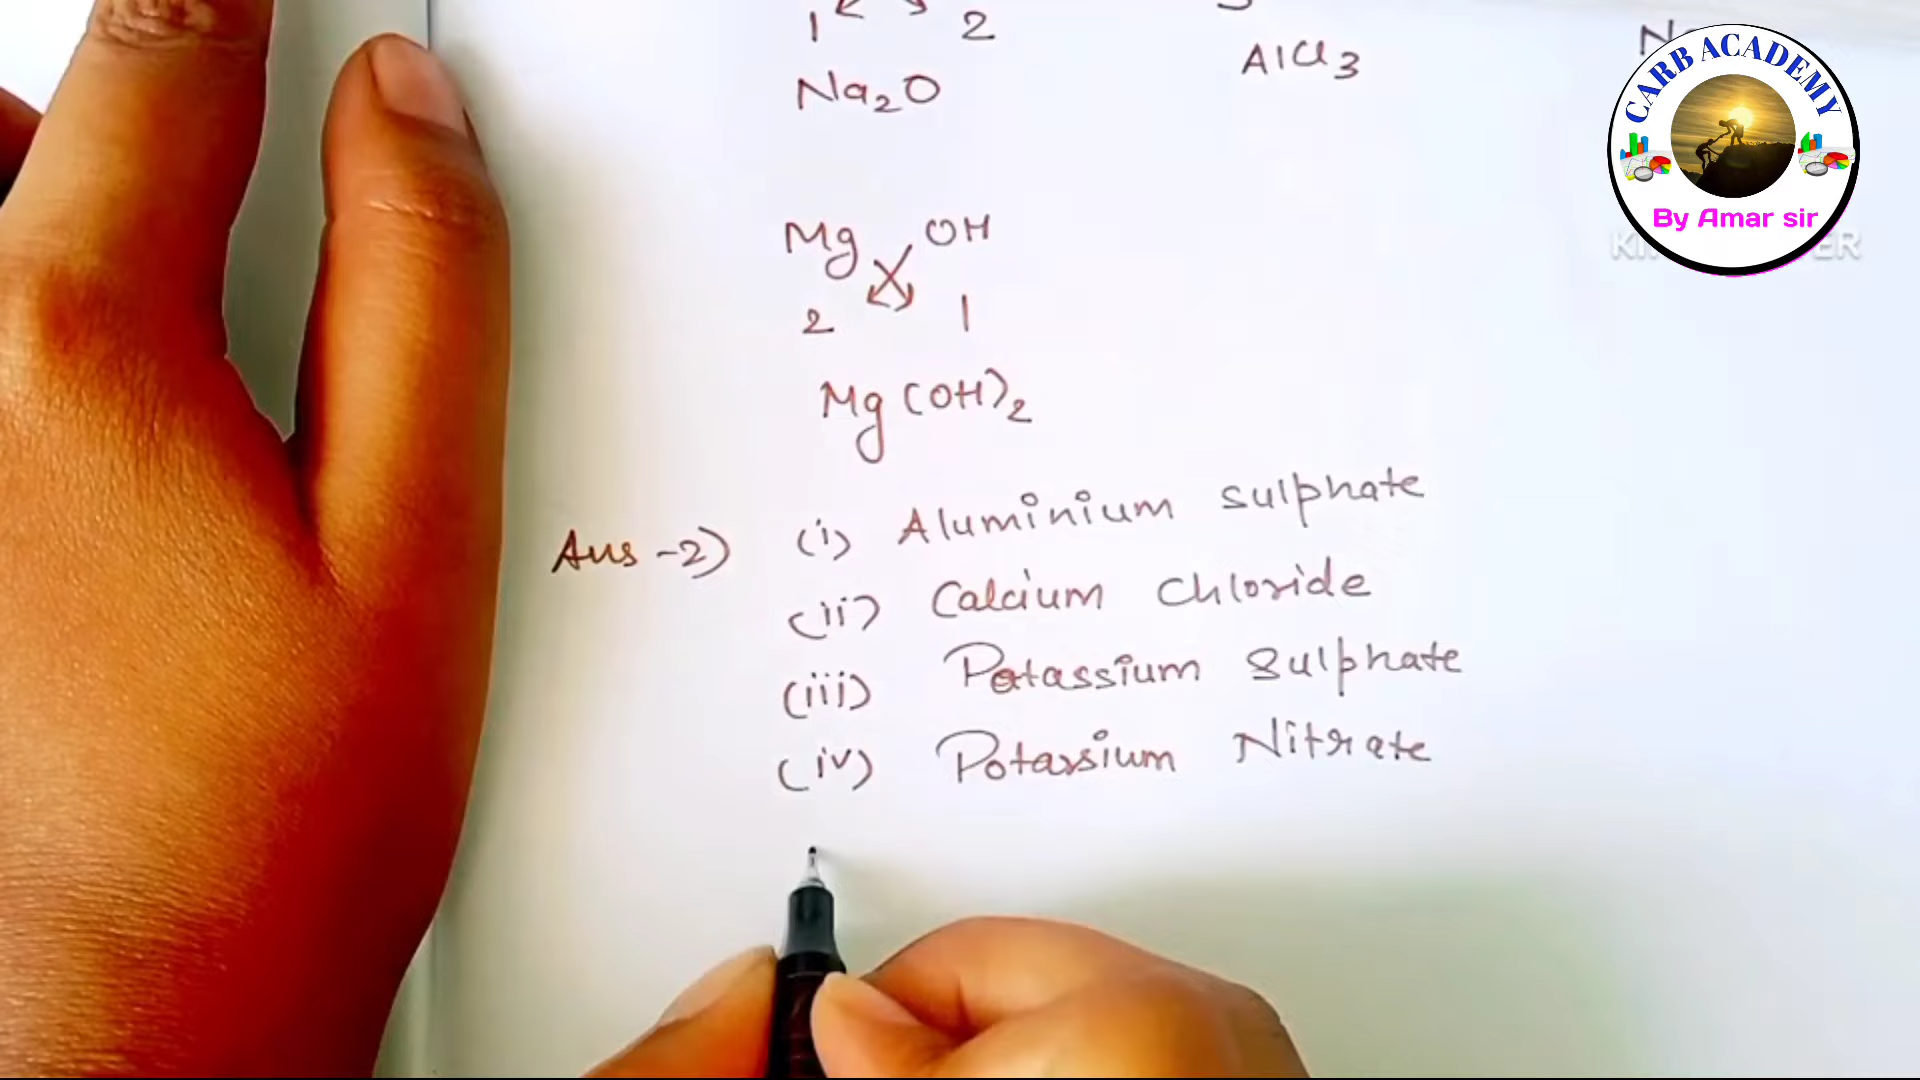 1 2
Na₂O
AlCl₃
N
CARB ACADEMY
By Amar sir
Mg OH
2 1
Mg(OH)₂
Ans-2) (i) Aluminium Sulphate
(ii) Calcium Chloride
(iii) Potassium Sulphate
(iv) Potassium Nitrate